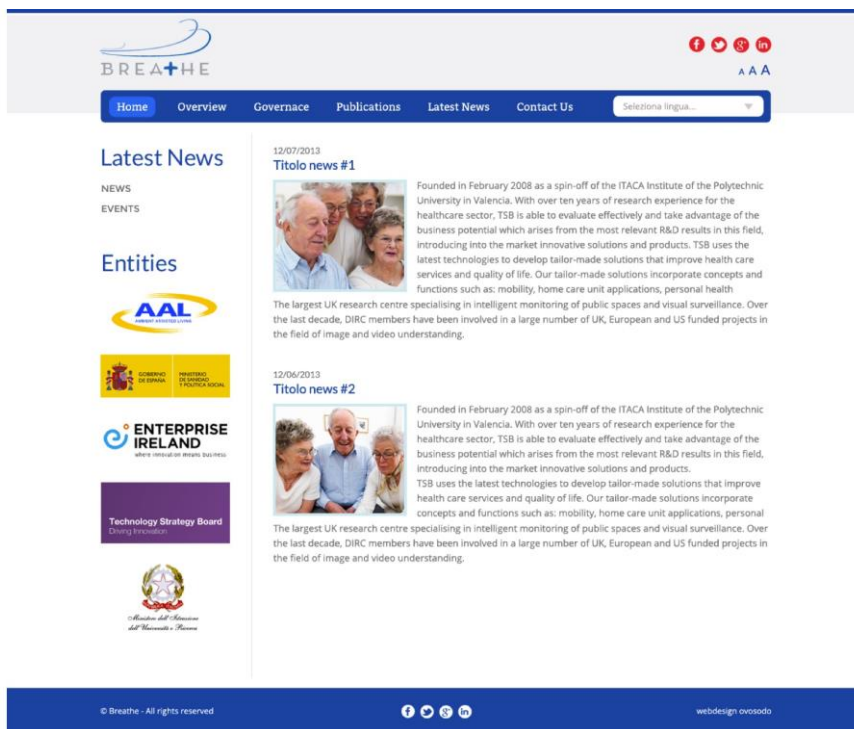 BREATHE
A A A
Home Overview Governace Publications Latest News Contact Us Seleziona lingua...
Latest News
NEWS
EVENTS
Entities
AAL
AMBIENT ASSISTED LIVING
GOBIERNO
DE ESPAÑA
MINISTERIO
DE SANIDAD
Y POLÍTICA SOCIAL
ENTERPRISE
IRELAND
where innovation means business
Technology Strategy Board
Driving Innovation
Ministero dell'Istruzione
dell'Università e Ricerca
12/07/2013
Titolo news #1
Founded in February 2008 as a spin-off of the ITACA Institute of the Polytechnic
University in Valencia. With over ten years of research experience for the
healthcare sector, TSB is able to evaluate effectively and take advantage of the
business potential which arises from the most relevant R&D results in this field,
introducing into the market innovative solutions and products. TSB uses the
latest technologies to develop tailor-made solutions that improve health care
services and quality of life. Our tailor-made solutions incorporate concepts and
functions such as: mobility, home care unit applications, personal health
The largest UK research centre specialising in intelligent monitoring of public spaces and visual surveillance. Over
the last decade, DIRC members have been involved in a large number of UK, European and US funded projects in
the field of image and video understanding.
12/06/2013
Titolo news #2
Founded in February 2008 as a spin-off of the ITACA Institute of the Polytechnic
University in Valencia. With over ten years of research experience for the
healthcare sector, TSB is able to evaluate effectively and take advantage of the
business potential which arises from the most relevant R&D results in this field,
introducing into the market innovative solutions and products.
TSB uses the latest technologies to develop tailor-made solutions that improve
health care services and quality of life. Our tailor-made solutions incorporate
concepts and functions such as: mobility, home care unit applications, personal
The largest UK research centre specialising in intelligent monitoring of public spaces and visual surveillance. Over
the last decade, DIRC members have been involved in a large number of UK, European and US funded projects in
the field of image and video understanding.
© Breathe - All rights reserved
webdesign ovosodo